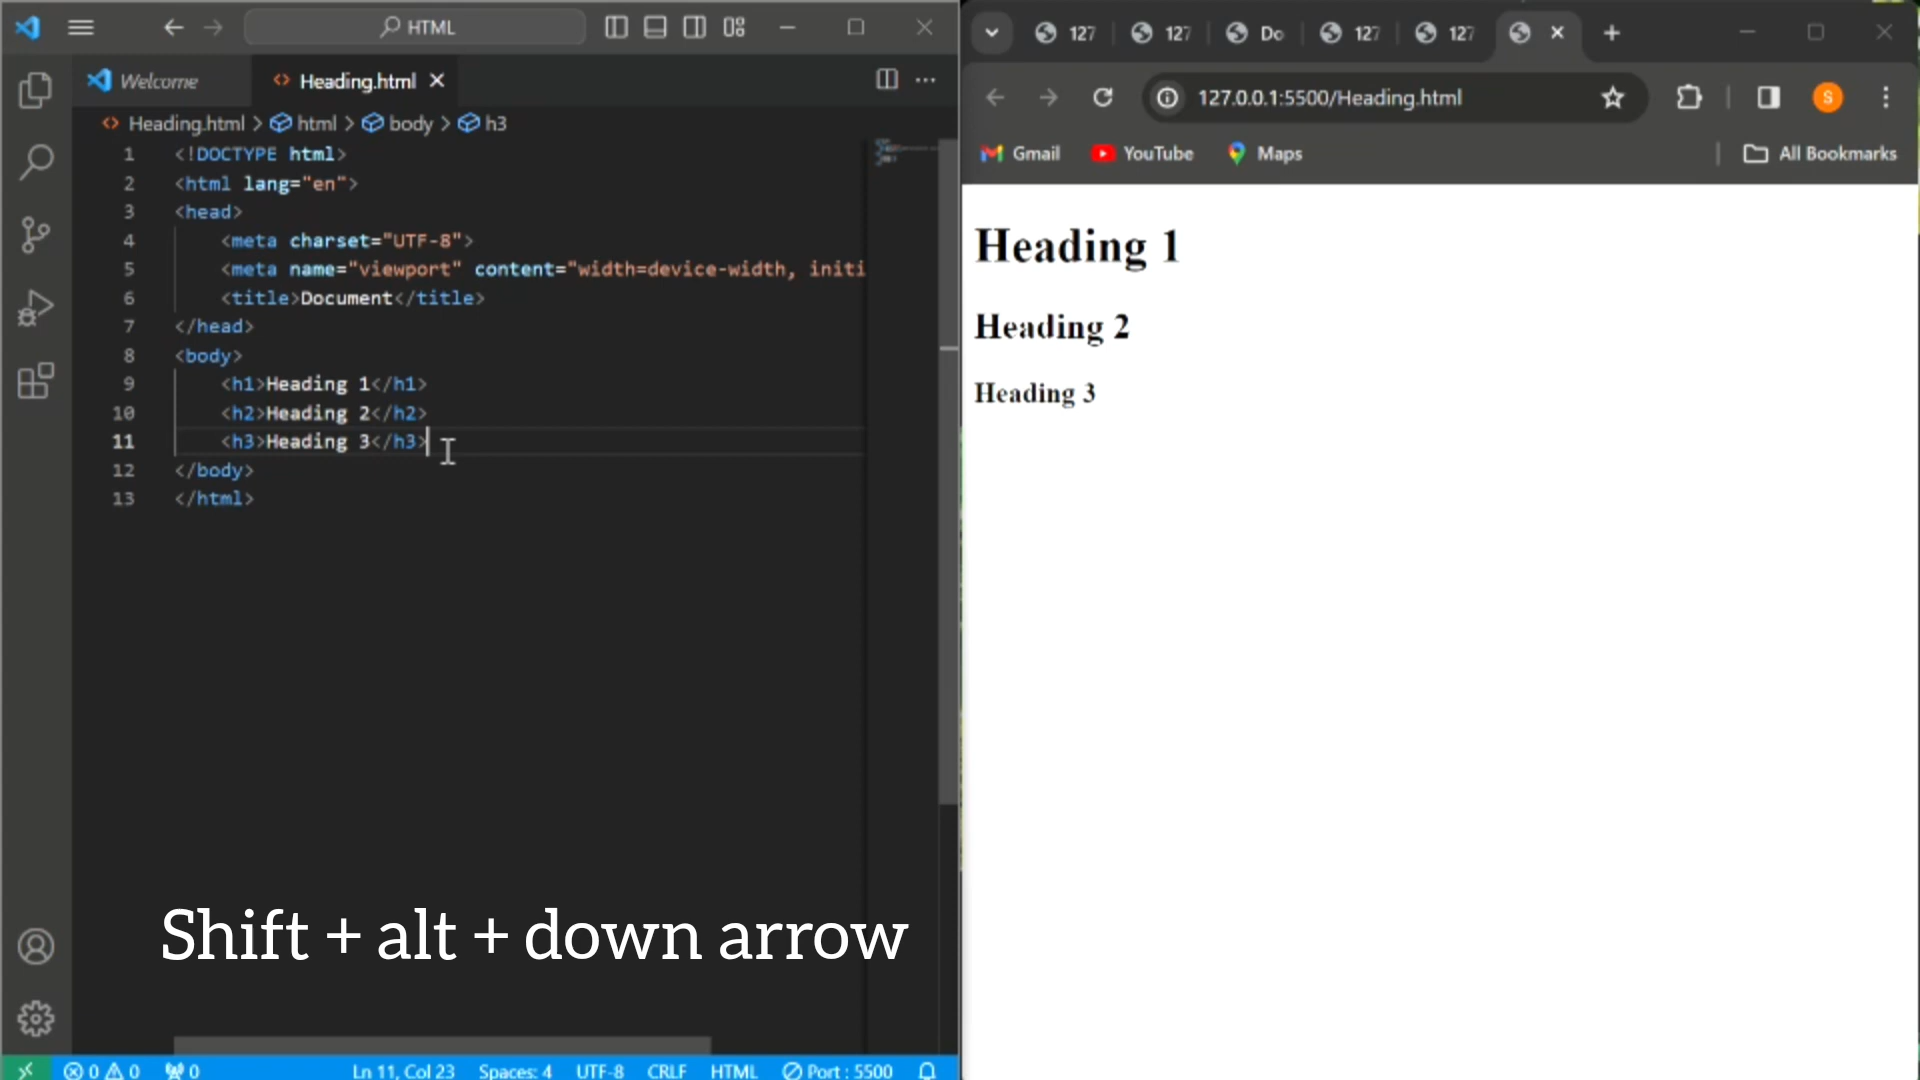 HTML
Welcome
Heading.html
Heading.html > html > body > h3
1 <!DOCTYPE html>
2 <html lang="en">
3 <head>
4 <meta charset="UTF-8">
5 <meta name="viewport" content="width=device-width, initi
6 <title>Document</title>
7 </head>
8 <body>
9 <h1>Heading 1</h1>
10 <h2>Heading 2</h2>
11 <h3>Heading 3</h3>
12 </body>
13 </html>
Shift + alt + down arrow
0 0 0 Ln 11, Col 23 Spaces: 4 UTF-8 CRLF HTML Port : 5500
127 127 Do 127 127
127.0.0.1:5500/Heading.html S
Gmail YouTube Maps All Bookmarks
Heading 1
Heading 2
Heading 3